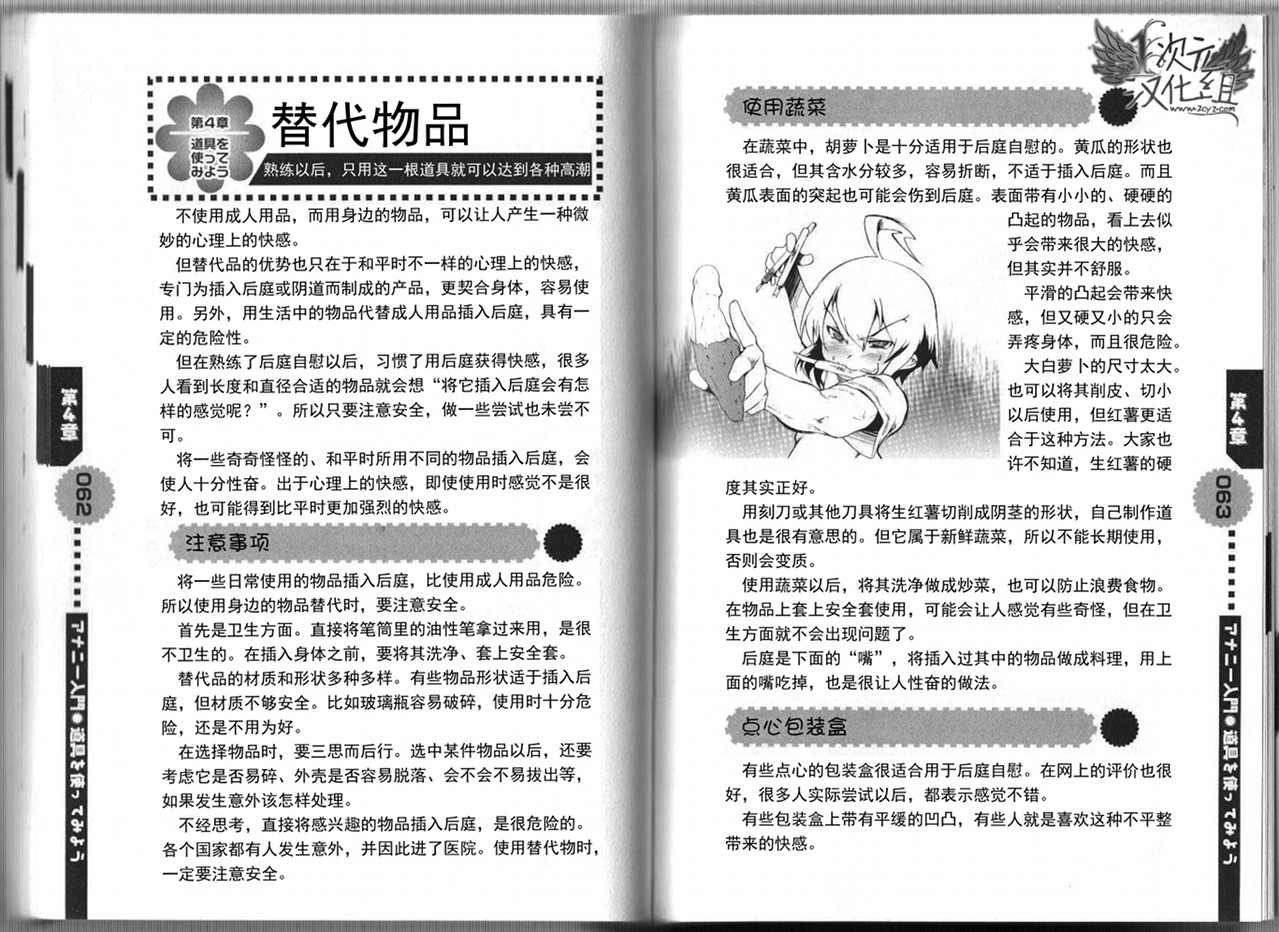 第4章
道具を
使って
みよう
替代物品
熟练以后，只用这一根道具就可以达到各种高潮
不使用成人用品，而用身边的物品，可以让人产生一种微
妙的心理上的快感。
但替代品的优势也只在于和平时不一样的心理上的快感，
专门为插入后庭或阴道而制成的产品，更契合身体，容易使
用。另外，用生活中的物品代替成人用品插入后庭，具有一
定的危险性。
但在熟练了后庭自慰以后，习惯了用后庭获得快感，很多
人看到长度和直径合适的物品就会想“将它插入后庭会有怎
样的感觉呢？”。所以只要注意安全，做一些尝试也未尝不
可。
将一些奇奇怪怪的、和平时所用不同的物品插入后庭，会
使人十分性奋。出于心理上的快感，即使使用时感觉不是很
好，也可能得到比平时更加强烈的快感。
注意事项
将一些日常使用的物品插入后庭，比使用成人用品危险。
所以使用身边的物品替代时，要注意安全。
首先是卫生方面。直接将笔筒里的油性笔拿过来用，是很
不卫生的。在插入身体之前，要将其洗净、套上安全套。
替代品的材质和形状多种多样。有些物品形状适于插入后
庭，但材质不够安全。比如玻璃瓶容易破碎，使用时十分危
险，还是不用为好。
在选择物品时，要三思而后行。选中某件物品以后，还要
考虑它是否易碎、外壳是否容易脱落、会不会不易拔出等，
如果发生意外该怎样处理。
不经思考，直接将感兴趣的物品插入后庭，是很危险的。
各个国家都有人发生意外，并因此进了医院。使用替代物时，
一定要注意安全。
第4章
062
アナニー入門●道具を使ってみよう
次元
汉化组
www.2cyz.com
使用蔬菜
在蔬菜中，胡萝卜是十分适用于后庭自慰的。黄瓜的形状也
很适合，但其含水分较多，容易折断，不适于插入后庭。而且
黄瓜表面的突起也可能会伤到后庭。表面带有小小的、硬硬的
凸起的物品，看上去似
乎会带来很大的快感，
但其实并不舒服。
平滑的凸起会带来快
感，但又硬又小的只会
弄疼身体，而且很危险。
大白萝卜的尺寸太大。
也可以将其削皮、切小
以后使用，但红薯更适
合于这种方法。大家也
许不知道，生红薯的硬
度其实正好。
用刻刀或其他刀具将生红薯切削成阴茎的形状，自己制作道
具也是很有意思的。但它属于新鲜蔬菜，所以不能长期使用，
否则会变质。
使用蔬菜以后，将其洗净做成炒菜，也可以防止浪费食物。
在物品上套上安全套使用，可能会让人感觉有些奇怪，但在卫
生方面就不会出现问题了。
后庭是下面的“嘴”，将插入过其中的物品做成料理，用上
面的嘴吃掉，也是很让人性奋的做法。
点心包装盒
有些点心的包装盒很适合用于后庭自慰。在网上的评价也很
好，很多人实际尝试以后，都表示感觉不错。
有些包装盒上带有平缓的凹凸，有些人就是喜欢这种不平整
带来的快感。
第4章
063
アナニー入門●道具を使ってみよう